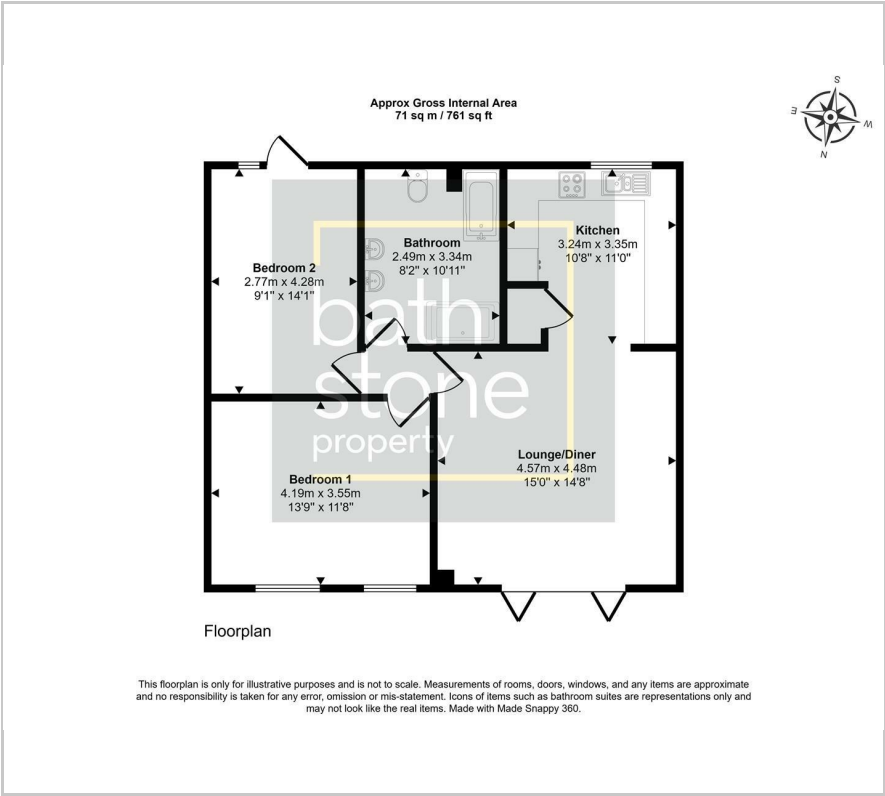 Approx Gross Internal Area
71 sq m / 761 sq ft
S
E
W
N
Bedroom 2
2.77m x 4.28m
9'1" x 14'1"
Bathroom
2.49m x 3.34m
8'2" x 10'11"
Kitchen
3.24m x 3.35m
10'8" x 11'0"
bath
stone
property
Lounge/Diner
4.57m x 4.48m
15'0" x 14'8"
Bedroom 1
4.19m x 3.55m
13'9" x 11'8"
Floorplan
This floorplan is only for illustrative purposes and is not to scale. Measurements of rooms, doors, windows, and any items are approximate
and no responsibility is taken for any error, omission or mis-statement. Icons of items such as bathroom suites are representations only and
may not look like the real items. Made with Made Snappy 360.